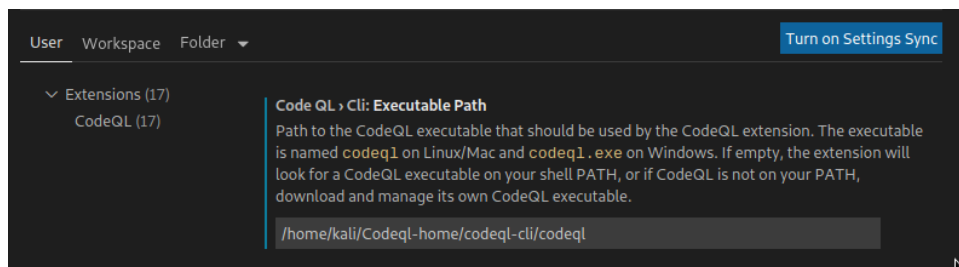 User Workspace Folder
Turn on Settings Sync
Extensions (17)
CodeQL (17)
Code QL › Cli: Executable Path
Path to the CodeQL executable that should be used by the CodeQL extension. The executable
is named codeql on Linux/Mac and codeql.exe on Windows. If empty, the extension will
look for a CodeQL executable on your shell PATH, or if CodeQL is not on your PATH,
download and manage its own CodeQL executable.
/home/kali/Codeql-home/codeql-cli/codeql